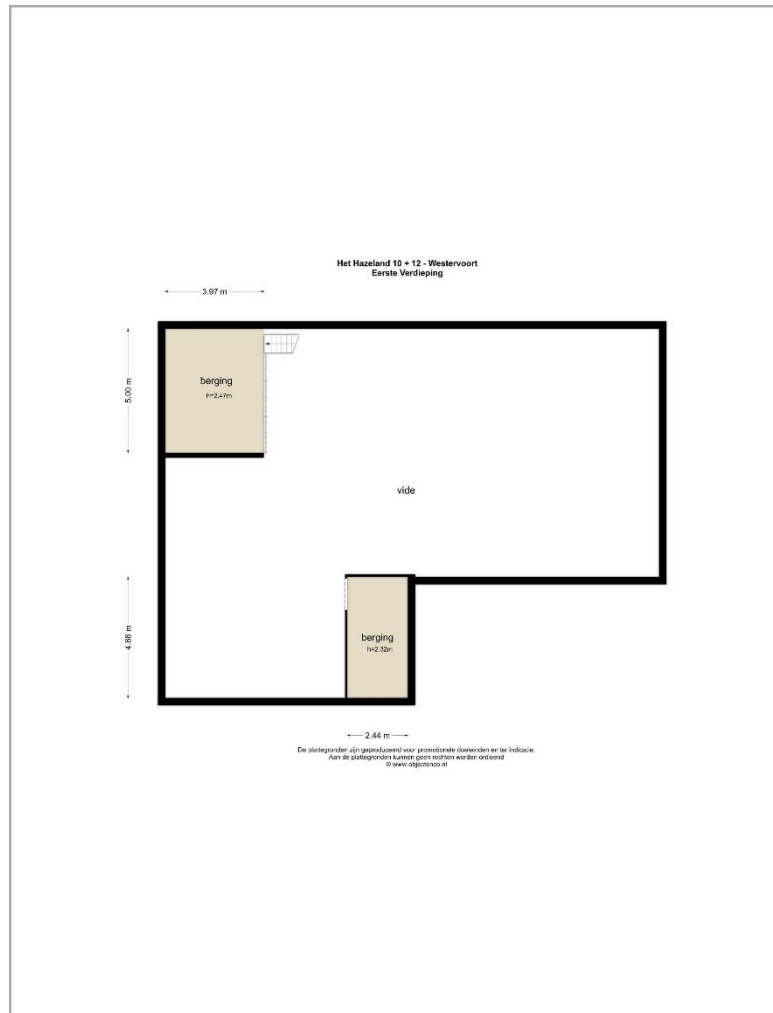 Het Hazeland 10 + 12 - Westervoort
Eerste Verdieping
3.97 m
5.00 m
berging
h=2.47m
vide
4.88 m
berging
h=2.32m
2.44 m
De plattegronden zijn geproduceerd voor promotionele doeleinden en ter indicatie.
Aan de plattegronden kunnen geen rechten worden ontleend
© www.objectenco.nl